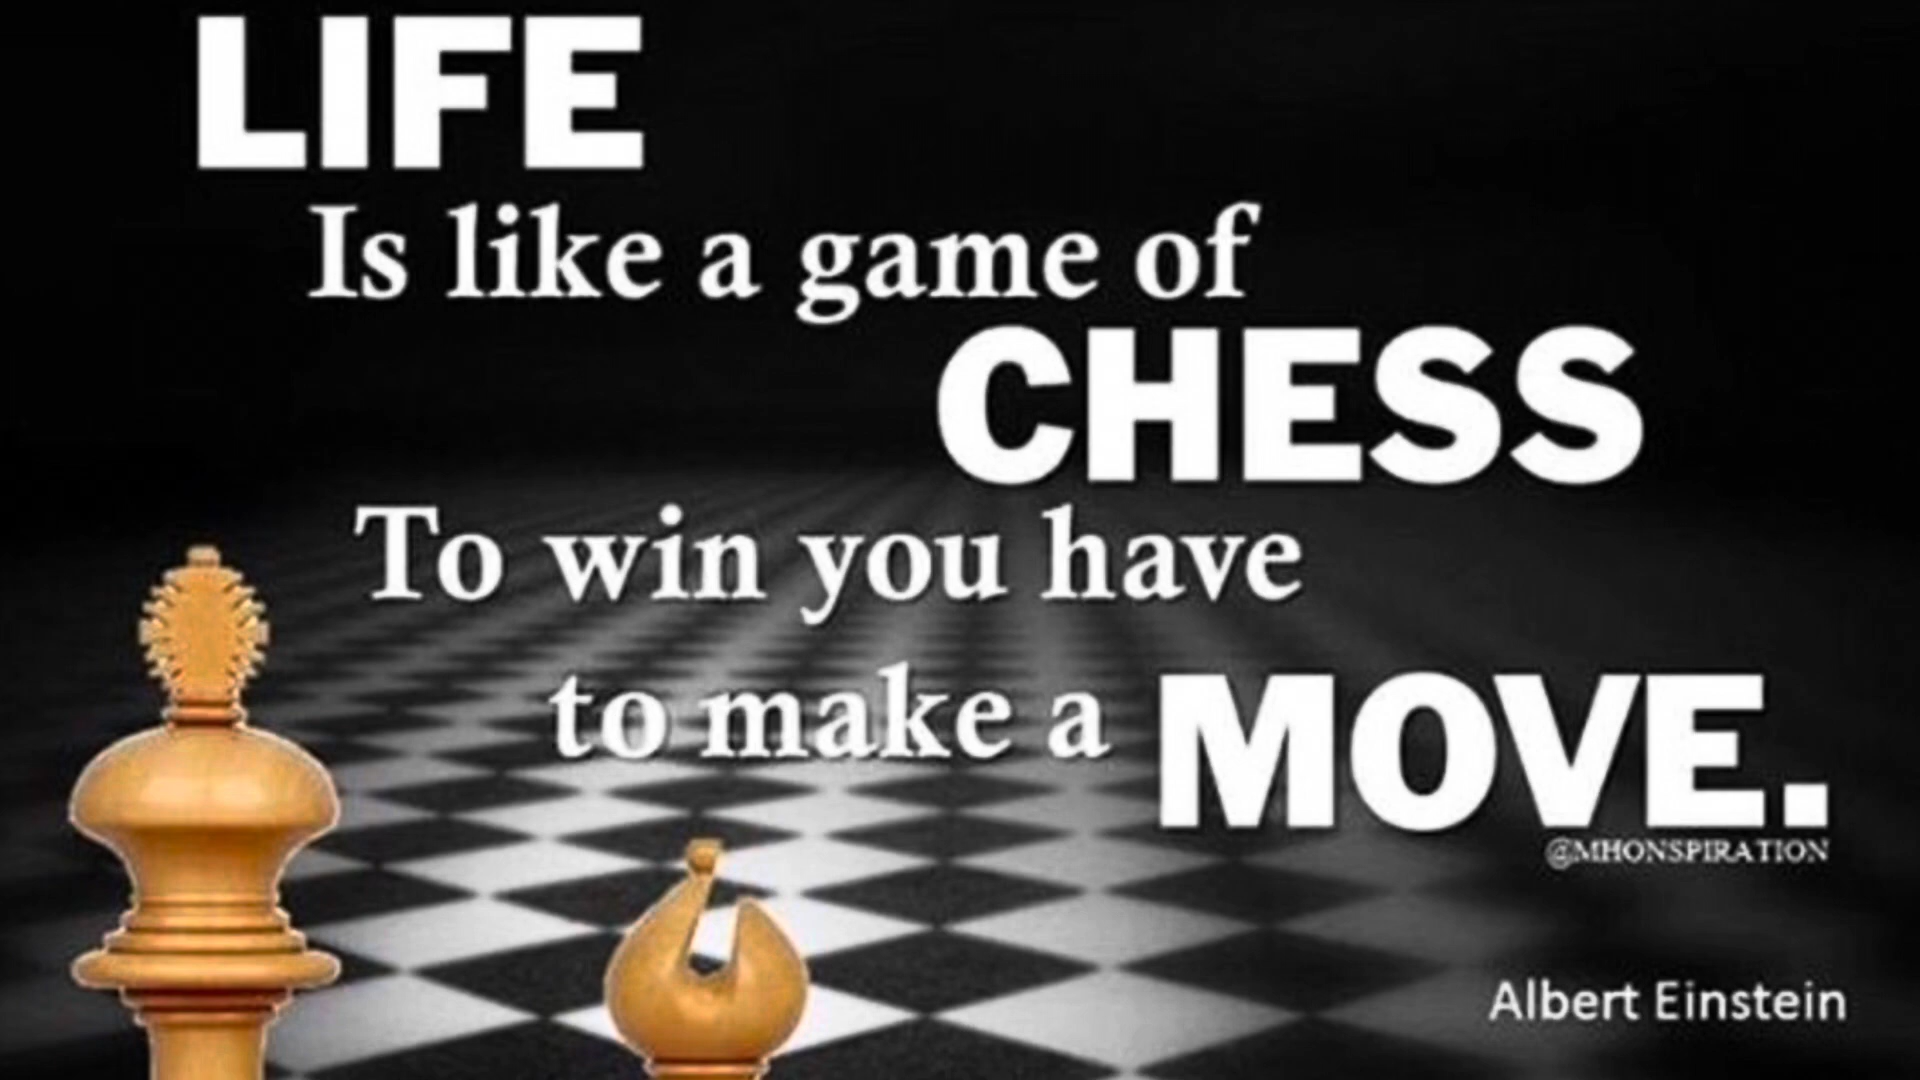 LIFE
Is like a game of
CHESS
To win you have
to make a MOVE.
@MHONSPIRATION
Albert Einstein